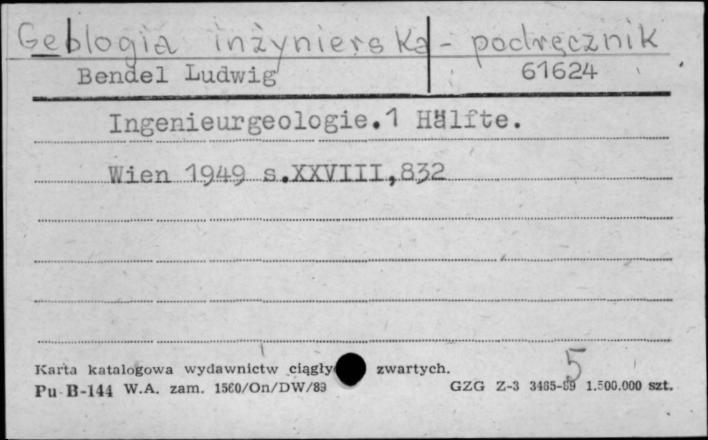 Geologia inżynierska - podręcznik
Bendel Ludwig 61624
Ingenieurgeologie.1 Hälfte.
Wien 1949 s.XXVIII,832
5
Karta katalogowa wydawnictw ciągły zwartych.
Pu B-144 W.A. zam. 1560/On/DW/89 GZG Z-3 3465-89 1.500.000 szt.